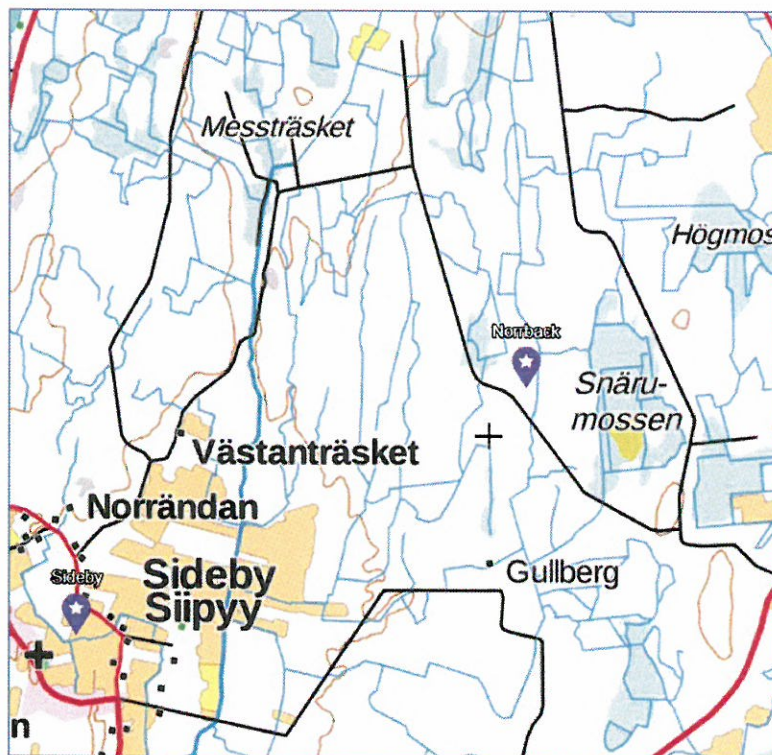 Messträsket
Högmos
Norrback
Snäru-
mossen
Västanträsket
Norrändan
Sideby
Siipyy
Sideby
Gullberg
n